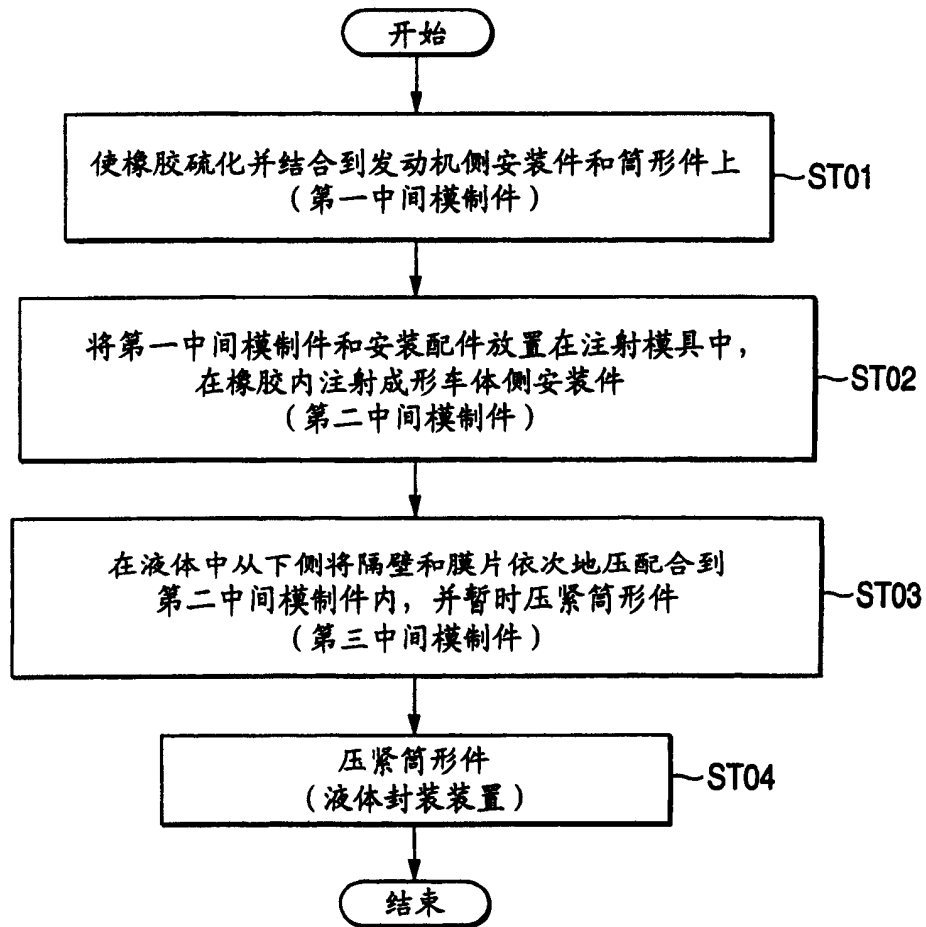 开始
使橡胶硫化并结合到发动机侧安装件和筒形件上
（第一中间模制件）
ST01
将第一中间模制件和安装配件放置在注射模具中，
在橡胶内注射成形车体侧安装件
（第二中间模制件）
ST02
在液体中从下侧将隔壁和膜片依次地压配合到
第二中间模制件内，并暂时压紧筒形件
（第三中间模制件）
ST03
压紧筒形件
（液体封装装置）
ST04
结束